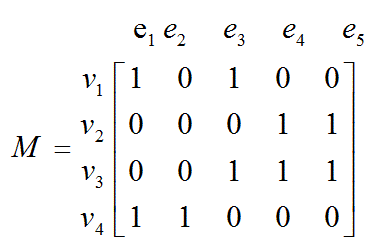 e₁ e₂ e₃ e₄ e₅
v₁ 1 0 1 0 0
v₂ 0 0 0 1 1
M = v₃ 0 0 1 1 1
v₄ 1 1 0 0 0